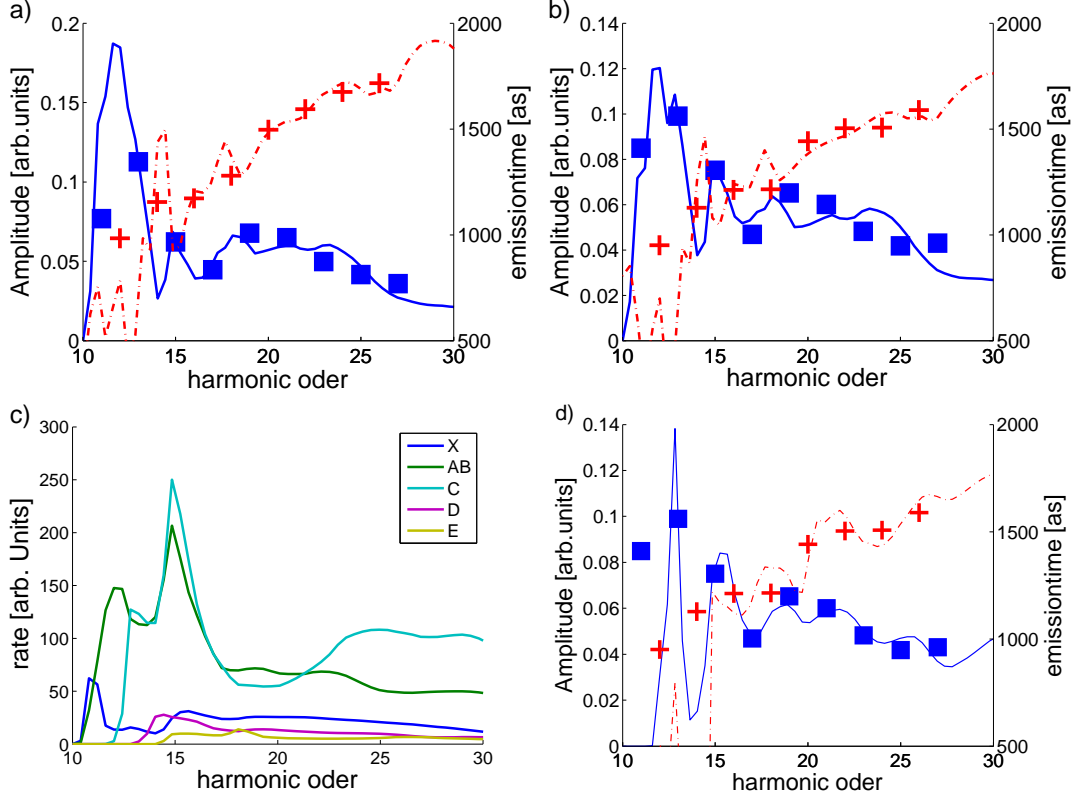 a)
0.2
0.15
0.1
0.05
0
Amplitude [arb.units]
2000
1500
1000
500
emissiontime [as]
10 15 20 25 30
harmonic oder
b)
0.14
0.12
0.1
0.08
0.06
0.04
0.02
0
Amplitude [arb.units]
2000
1500
1000
500
emissiontime [as]
10 15 20 25 30
harmonic oder
c)
300
250
200
150
100
50
0
rate [arb. Units]
X
AB
C
D
E
10 15 20 25 30
harmonic oder
d)
0.14
0.12
0.1
0.08
0.06
0.04
0.02
0
Amplitude [arb.units]
2000
1500
1000
500
emissiontime [as]
10 15 20 25 30
harmonic oder